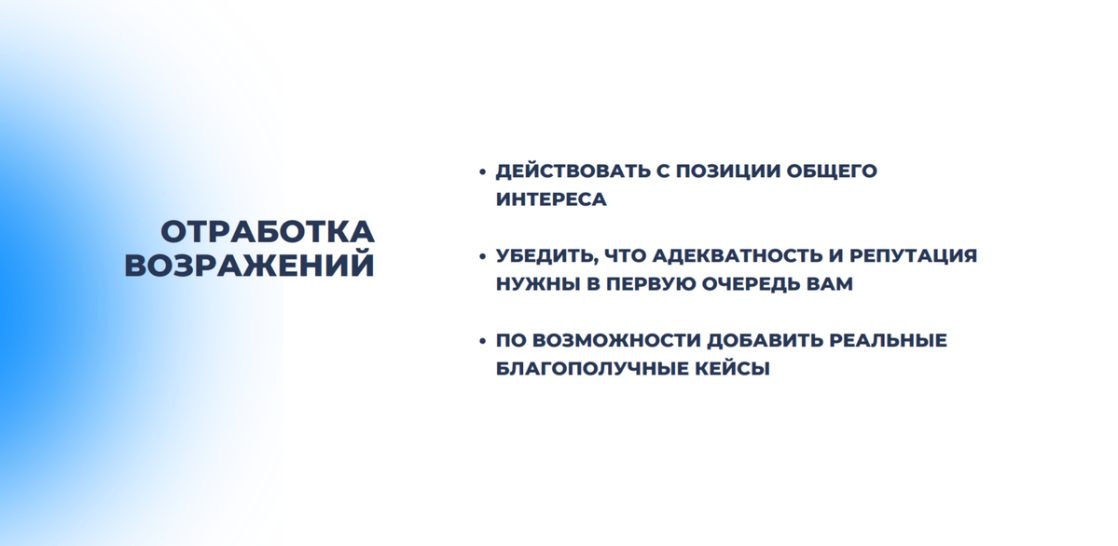 ОТРАБОТКА
ВОЗРАЖЕНИЙ
• ДЕЙСТВОВАТЬ С ПОЗИЦИИ ОБЩЕГО
ИНТЕРЕСА
• УБЕДИТЬ, ЧТО АДЕКВАТНОСТЬ И РЕПУТАЦИЯ
НУЖНЫ В ПЕРВУЮ ОЧЕРЕДЬ ВАМ
• ПО ВОЗМОЖНОСТИ ДОБАВИТЬ РЕАЛЬНЫЕ
БЛАГОПОЛУЧНЫЕ КЕЙСЫ